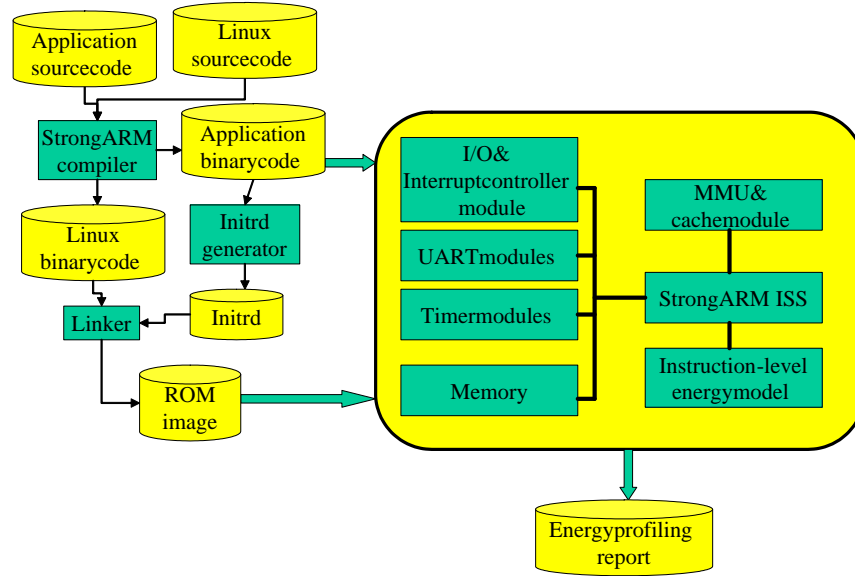 Application
sourcecode
Linux
sourcecode
StrongARM
compiler
Application
binarycode
Linux
binarycode
Initrd
generator
Linker
Initrd
ROM
image
I/O&
Interruptcontroller
module
UARTmodules
Timermodules
Memory
MMU&
cachemodule
StrongARM ISS
Instruction-level
energymodel
Energyprofiling
report